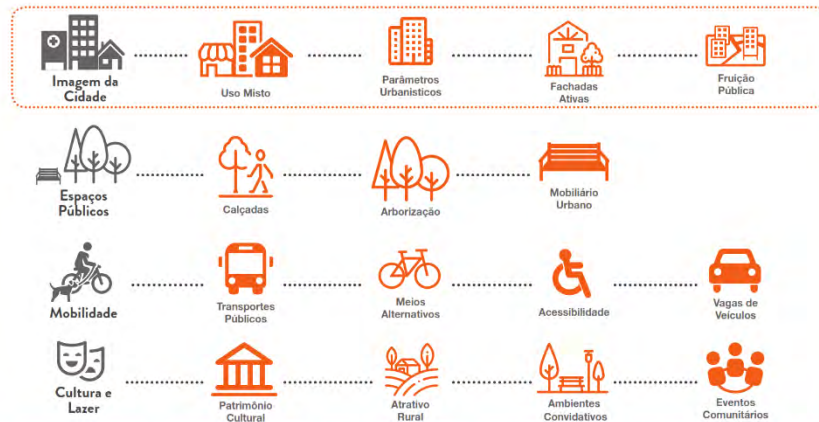 Imagem da
Cidade
Uso Misto
Parâmetros
Urbanisticos
Fachadas
Ativas
Fruição
Pública
Espaços
Públicos
Calçadas
Arborização
Mobiliário
Urbano
Mobilidade
Transportes
Públicos
Meios
Alternativos
Acessibilidade
Vagas de
Veículos
Cultura e
Lazer
Patrimônio
Cultural
Atrativo
Rural
Ambientes
Convidativos
Eventos
Comunitários